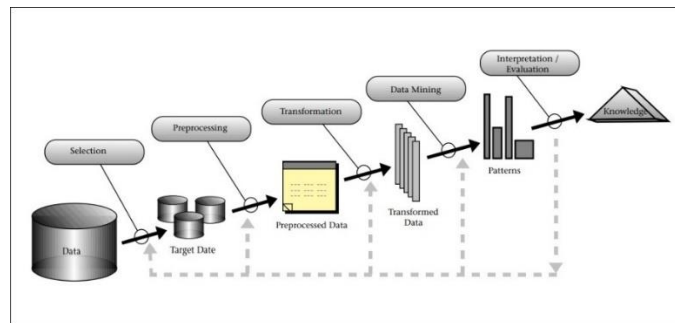 Interpretation /
Evaluation
Data Mining
Transformation
Preprocessing
Selection
Data
Target Date
Preprocessed Data
Transformed
Data
Patterns
Knowledge